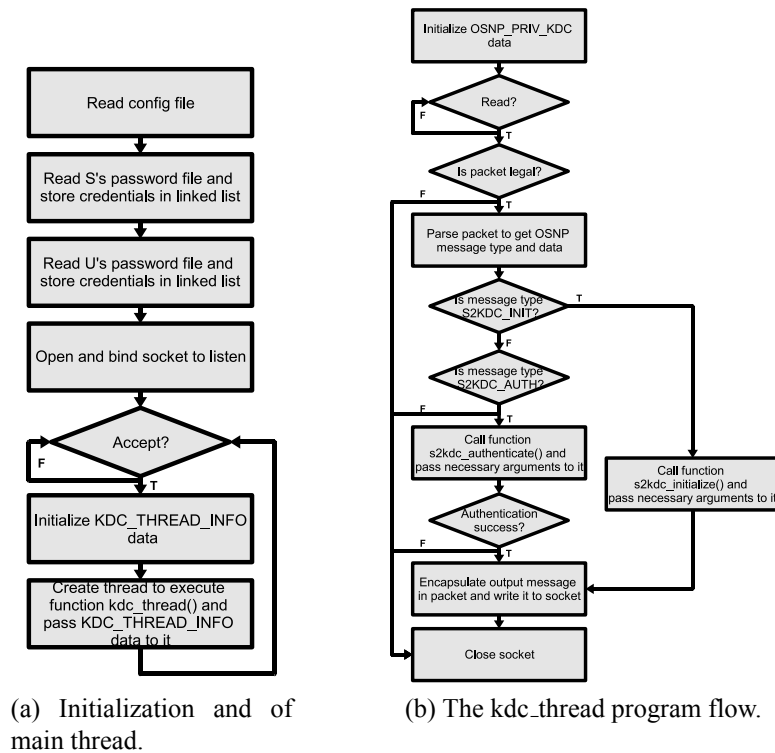 Read config file
Read S's password file and
store credentials in linked list
Read U's password file and
store credentials in linked list
Open and bind socket to listen
Accept?
F
T
Initialize KDC_THREAD_INFO
data
Create thread to execute
function kdc_thread() and
pass KDC_THREAD_INFO
data to it
(a) Initialization and of
main thread.
Initialize OSNP_PRIV_KDC
data
Read?
F
T
Is packet legal?
F
T
Parse packet to get OSNP
message type and data
Is message type
S2KDC_INIT?
T
F
Is message type
S2KDC_AUTH?
F
T
Call function
s2kdc_authenticate() and
pass necessary arguments to it
Call function
s2kdc_initialize() and
pass necessary arguments to it
Authentication
success?
F
T
Encapsulate output message
in packet and write it to socket
Close socket
(b) The kdc_thread program flow.